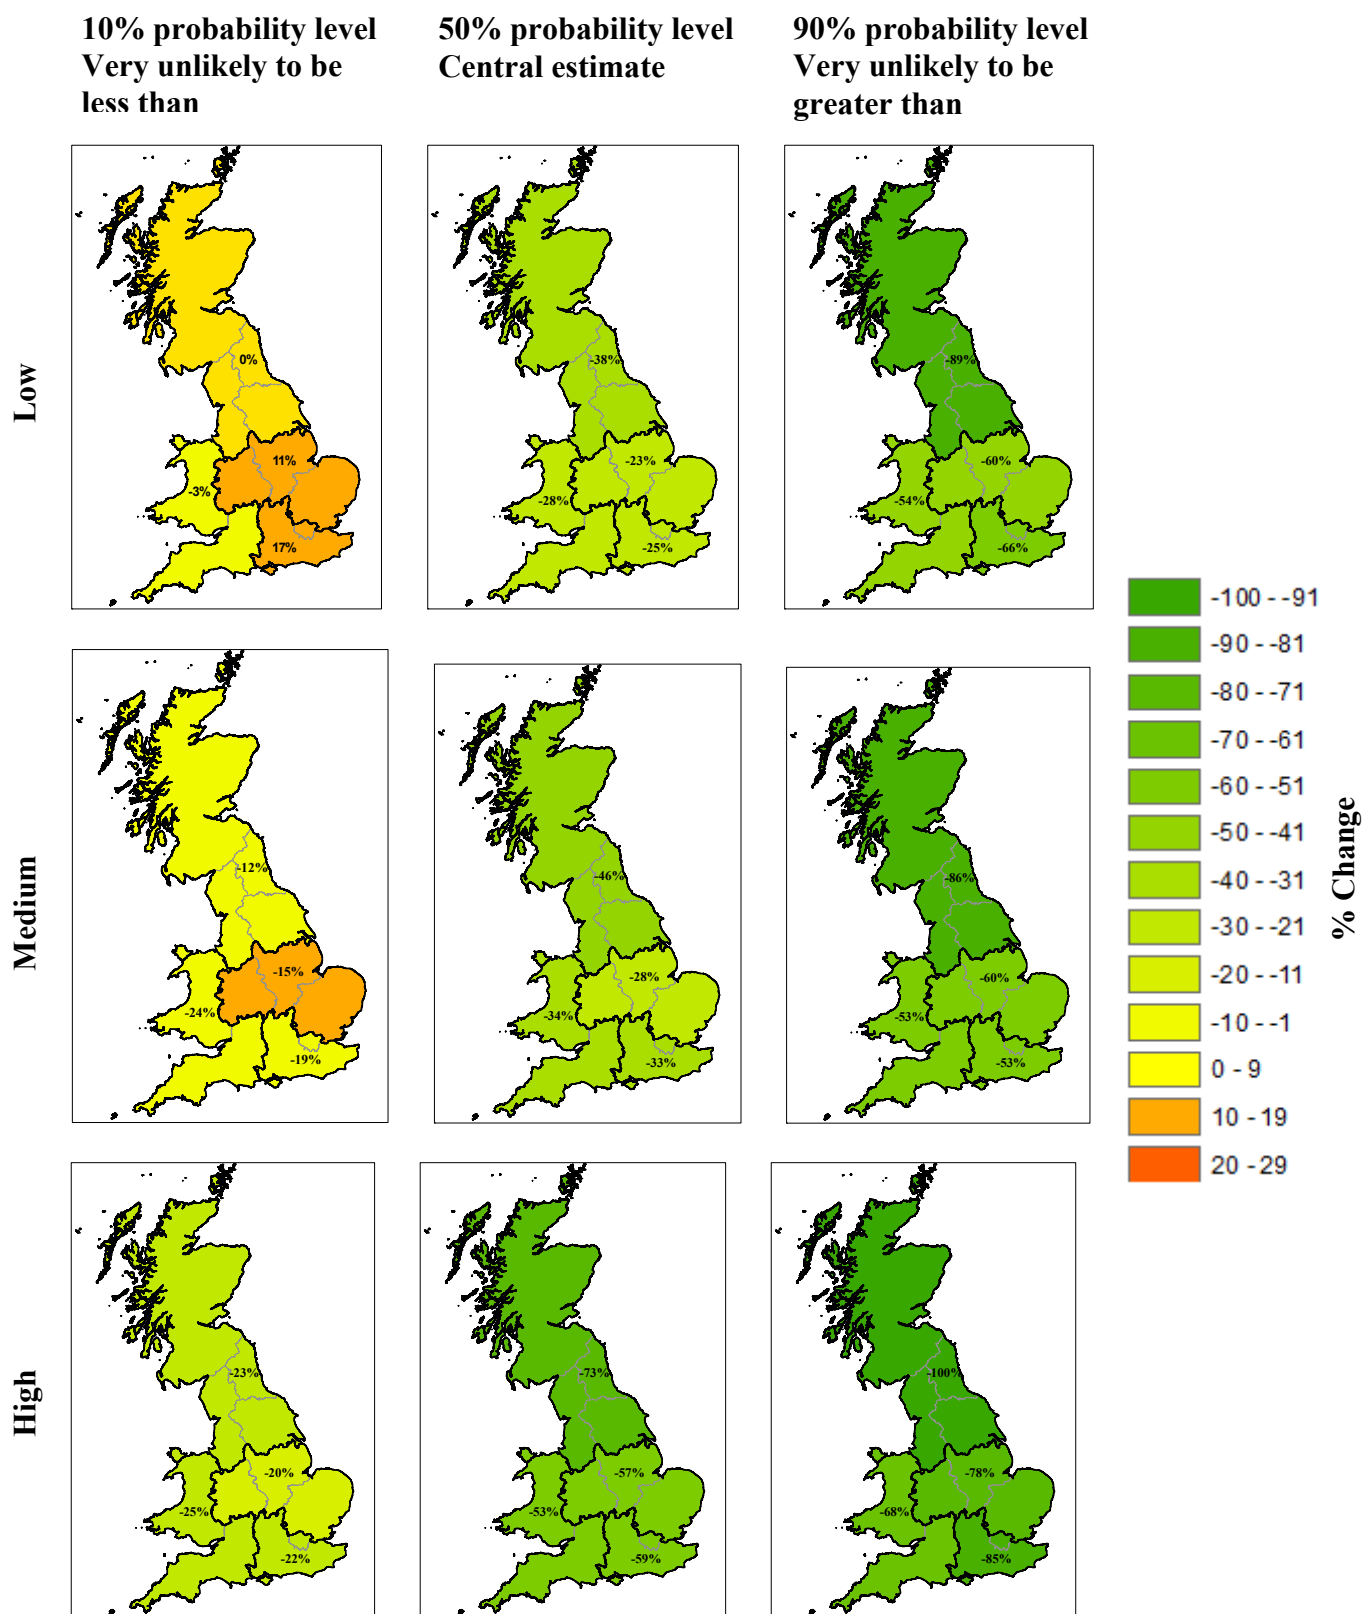 10% probability level
Very unlikely to be
less than
50% probability level
Central estimate
90% probability level
Very unlikely to be
greater than
Low
0%
11%
-3%
17%
-38%
-23%
-28%
-25%
-89%
-60%
-54%
-66%
Medium
-12%
-15%
-24%
-19%
-46%
-28%
-34%
-33%
-86%
-60%
-53%
-53%
High
-23%
-20%
-25%
-22%
-73%
-57%
-53%
-59%
-100%
-78%
-68%
-85%
-100 - -91
-90 - -81
-80 - -71
-70 - -61
-60 - -51
-50 - -41
-40 - -31
-30 - -21
-20 - -11
-10 - -1
0 - 9
10 - 19
20 - 29
% Change